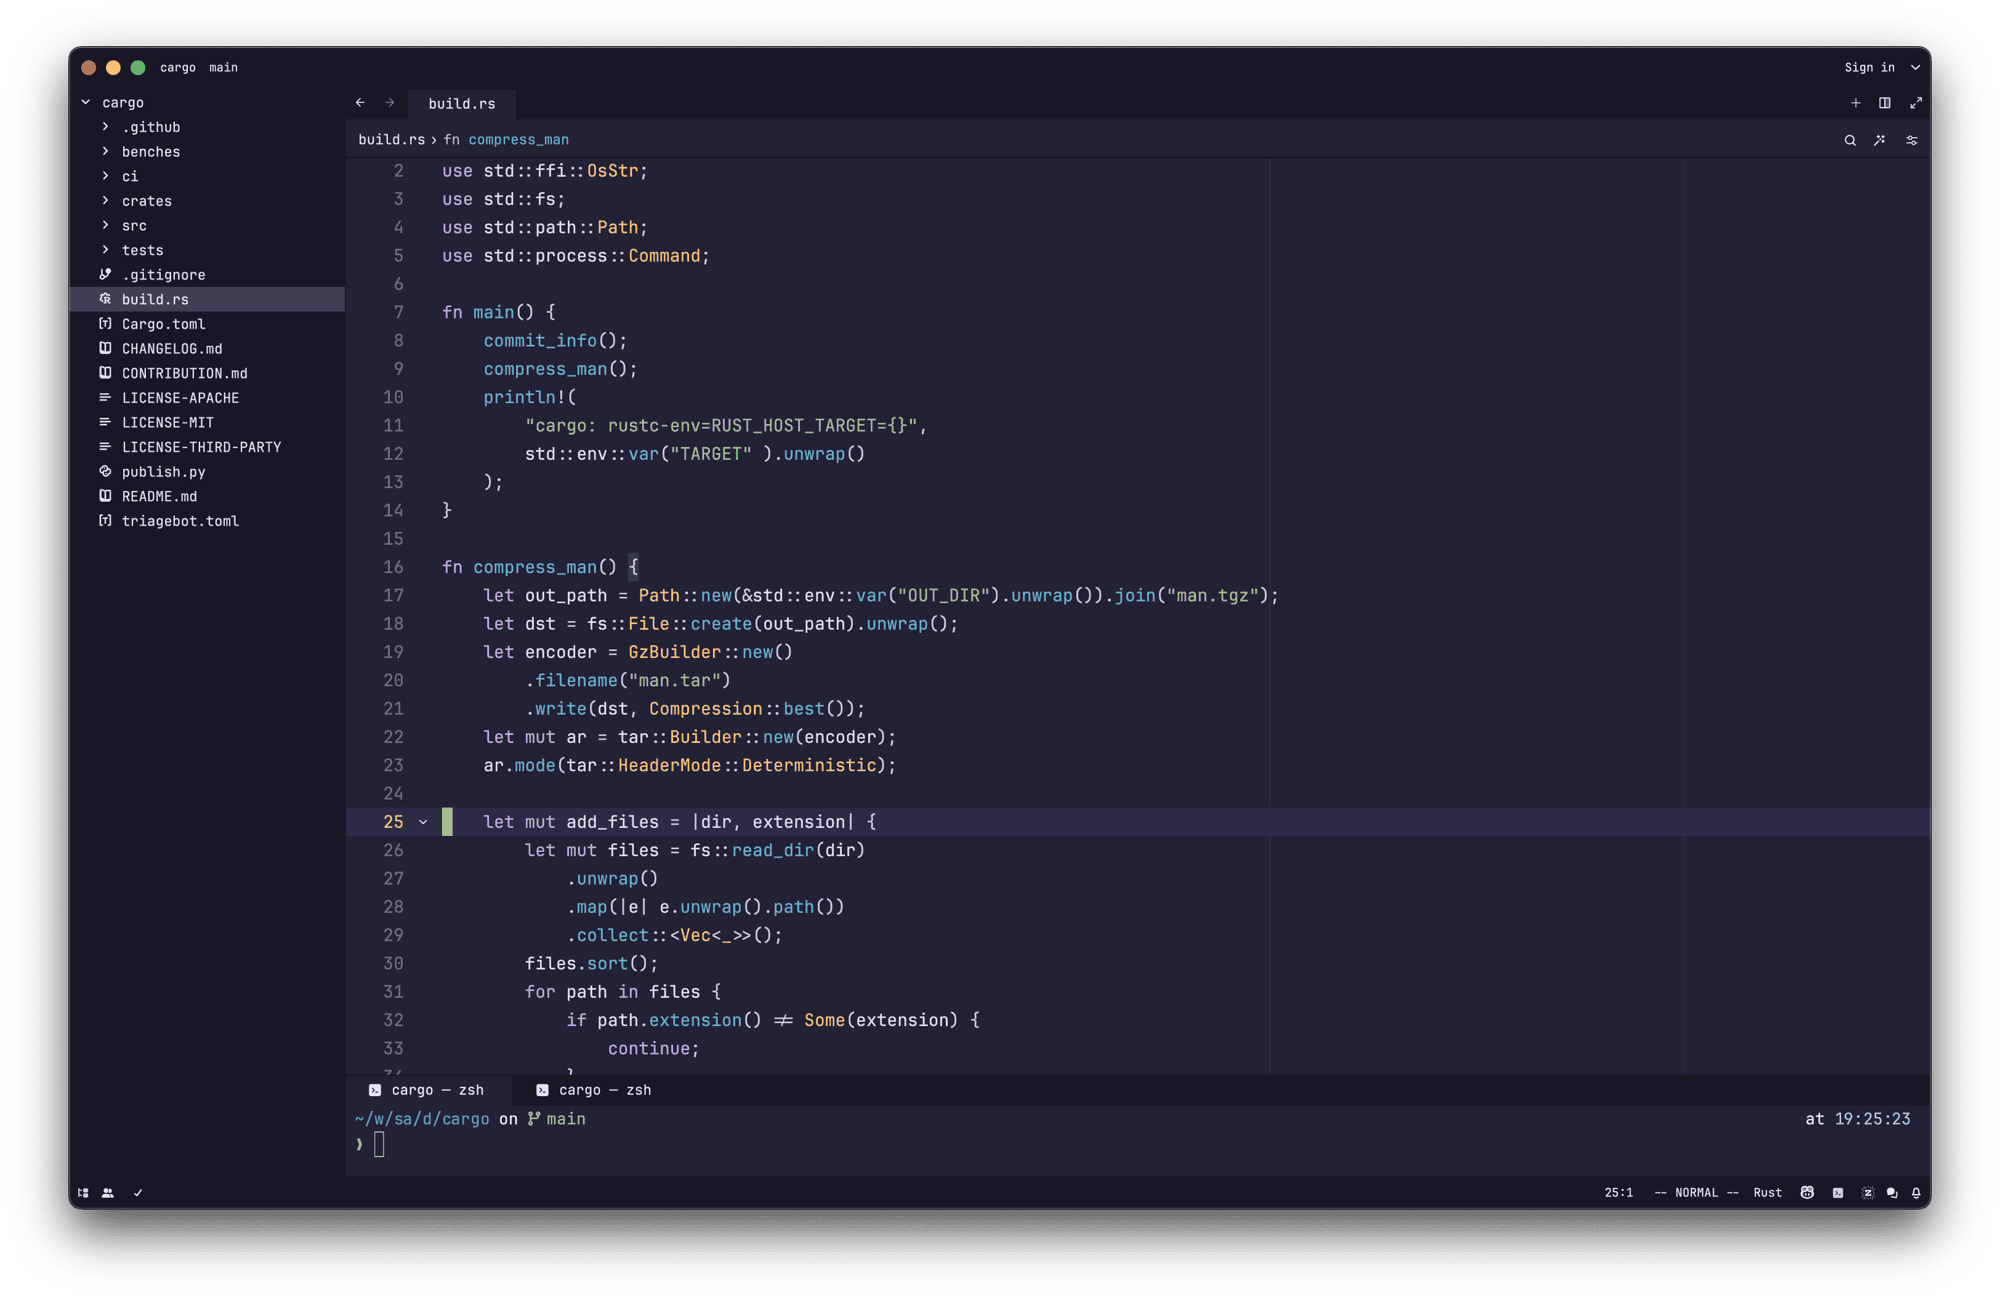 cargo main
Sign in
cargo
.github
benches
ci
crates
src
tests
.gitignore
build.rs
Cargo.toml
CHANGELOG.md
CONTRIBUTION.md
LICENSE-APACHE
LICENSE-MIT
LICENSE-THIRD-PARTY
publish.py
README.md
triagebot.toml
build.rs
build.rs › fn compress_man
2 use std::ffi::OsStr;
3 use std::fs;
4 use std::path::Path;
5 use std::process::Command;
6
7 fn main() {
8     commit_info();
9     compress_man();
10     println!(
11         "cargo: rustc-env=RUST_HOST_TARGET={}",
12         std::env::var("TARGET" ).unwrap()
13     );
14 }
15
16 fn compress_man() {
17     let out_path = Path::new(&std::env::var("OUT_DIR").unwrap()).join("man.tgz");
18     let dst = fs::File::create(out_path).unwrap();
19     let encoder = GzBuilder::new()
20         .filename("man.tar")
21         .write(dst, Compression::best());
22     let mut ar = tar::Builder::new(encoder);
23     ar.mode(tar::HeaderMode::Deterministic);
24
25     let mut add_files = |dir, extension| {
26         let mut files = fs::read_dir(dir)
27             .unwrap()
28             .map(|e| e.unwrap().path())
29             .collect::<Vec<_>>();
30         files.sort();
31         for path in files {
32             if path.extension() != Some(extension) {
33                 continue;
34             }
cargo — zsh
cargo — zsh
~/w/sa/d/cargo on main
at 19:25:23
❯
25:1 -- NORMAL -- Rust